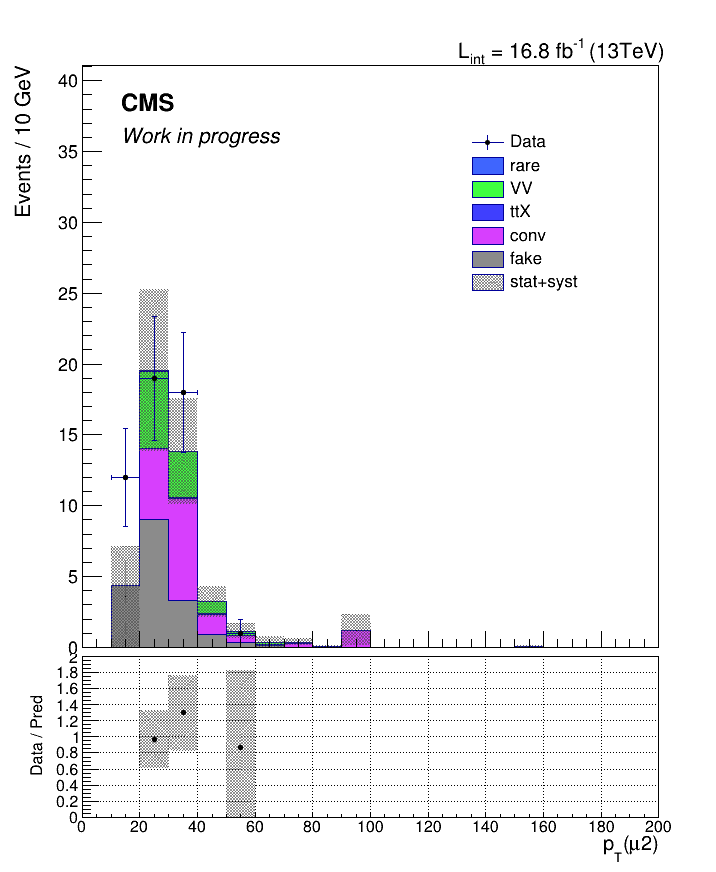 L_int = 16.8 fb^-1 (13TeV)
Events / 10 GeV
40
35
30
25
20
15
10
5
0
CMS
Work in progress
Data
rare
VV
ttX
conv
fake
stat+syst
Data / Pred
2
1.8
1.6
1.4
1.2
1
0.8
0.6
0.4
0.2
0
0 20 40 60 80 100 120 140 160 180 200
p_T(μ2)